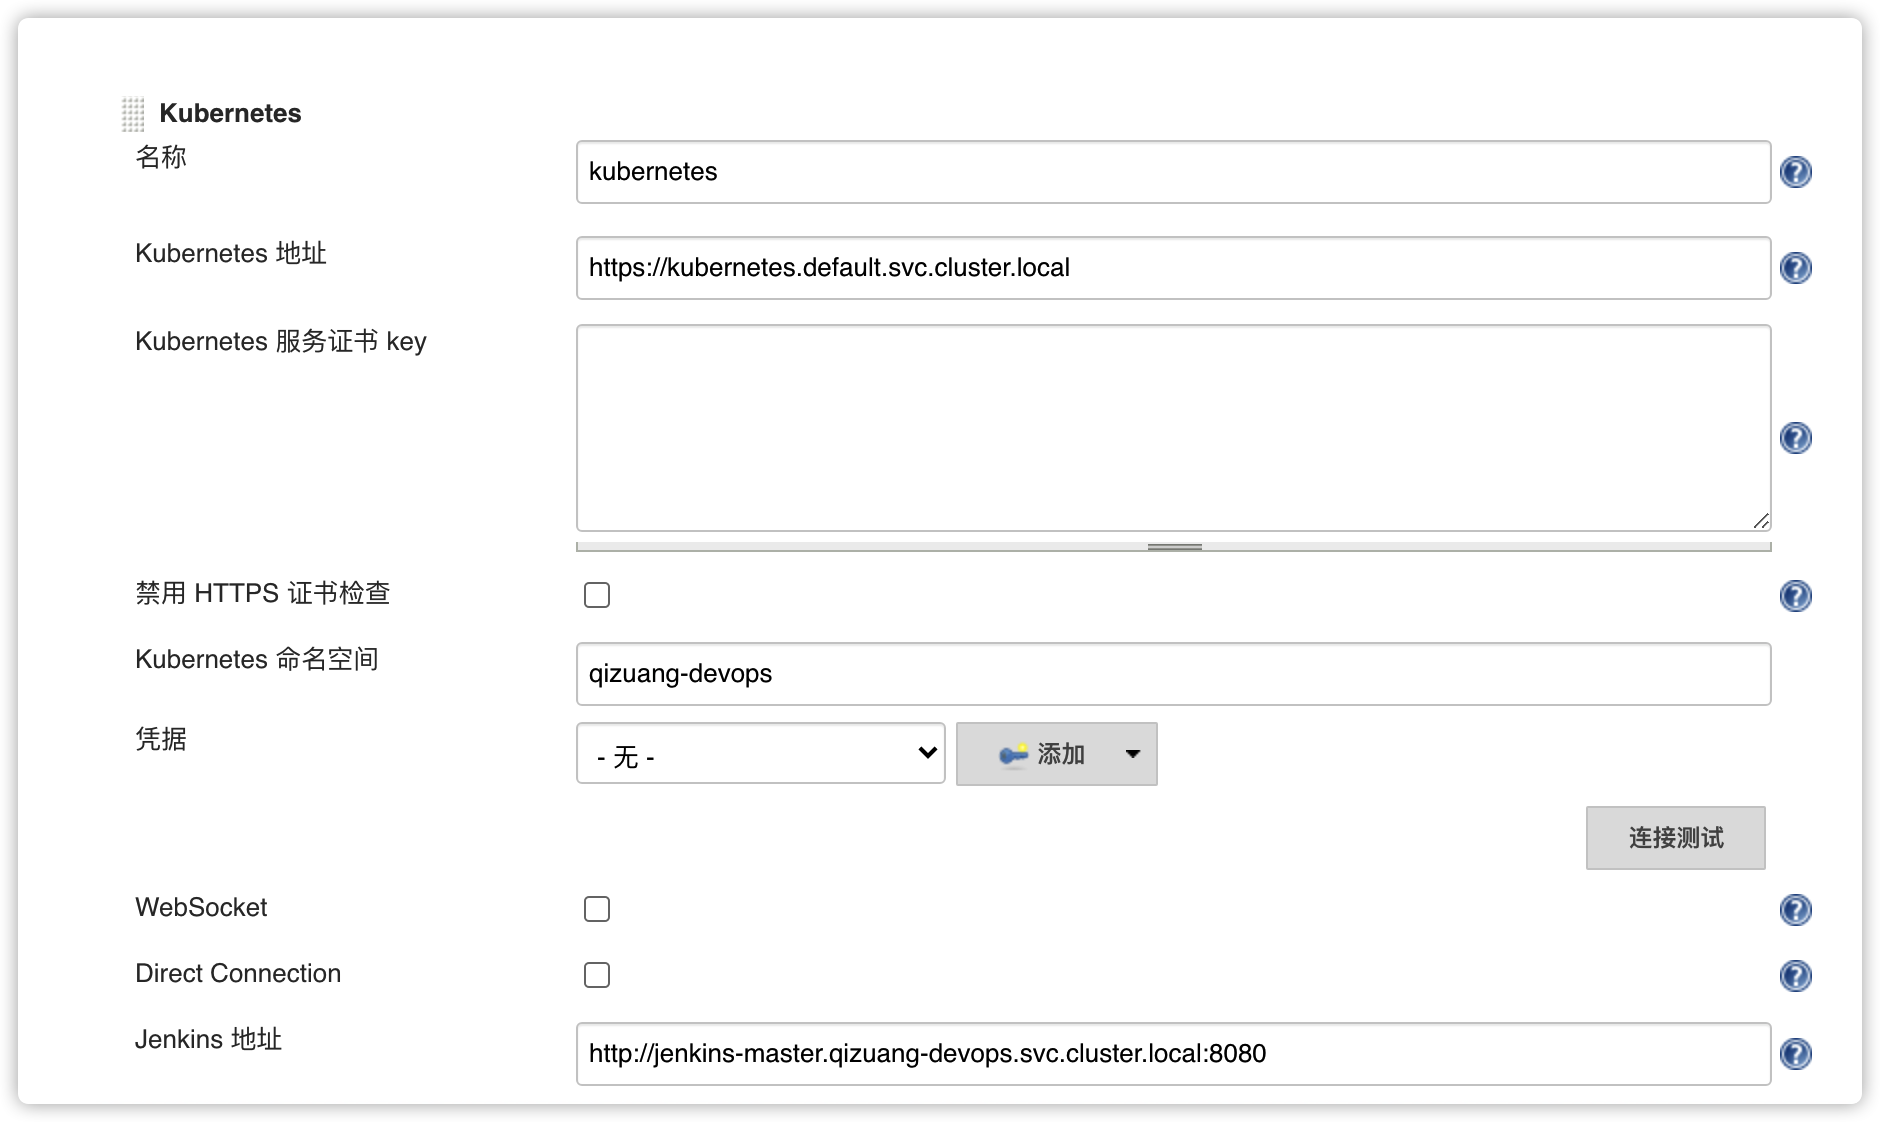 Kubernetes
名称
kubernetes
Kubernetes 地址
https://kubernetes.default.svc.cluster.local
Kubernetes 服务证书 key
禁用 HTTPS 证书检查
Kubernetes 命名空间
qizuang-devops
凭据
- 无 -
添加
连接测试
WebSocket
Direct Connection
Jenkins 地址
http://jenkins-master.qizuang-devops.svc.cluster.local:8080